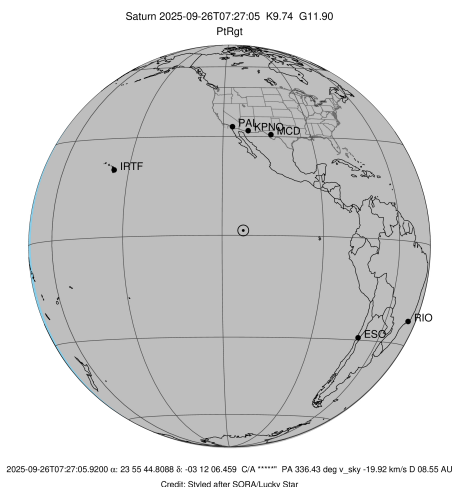 Saturn 2025-09-26T07:27:05 K9.74 G11.90
PtRgt
PAL
KPNO
MCD
IRTF
RIO
ESO
2025-09-26T07:27:05.9200 α: 23 55 44.8088 δ: -03 12 06.459 C/A *****" PA 336.43 deg v_sky -19.92 km/s D 08.55 AU
Credit: Styled after SORA/Lucky Star